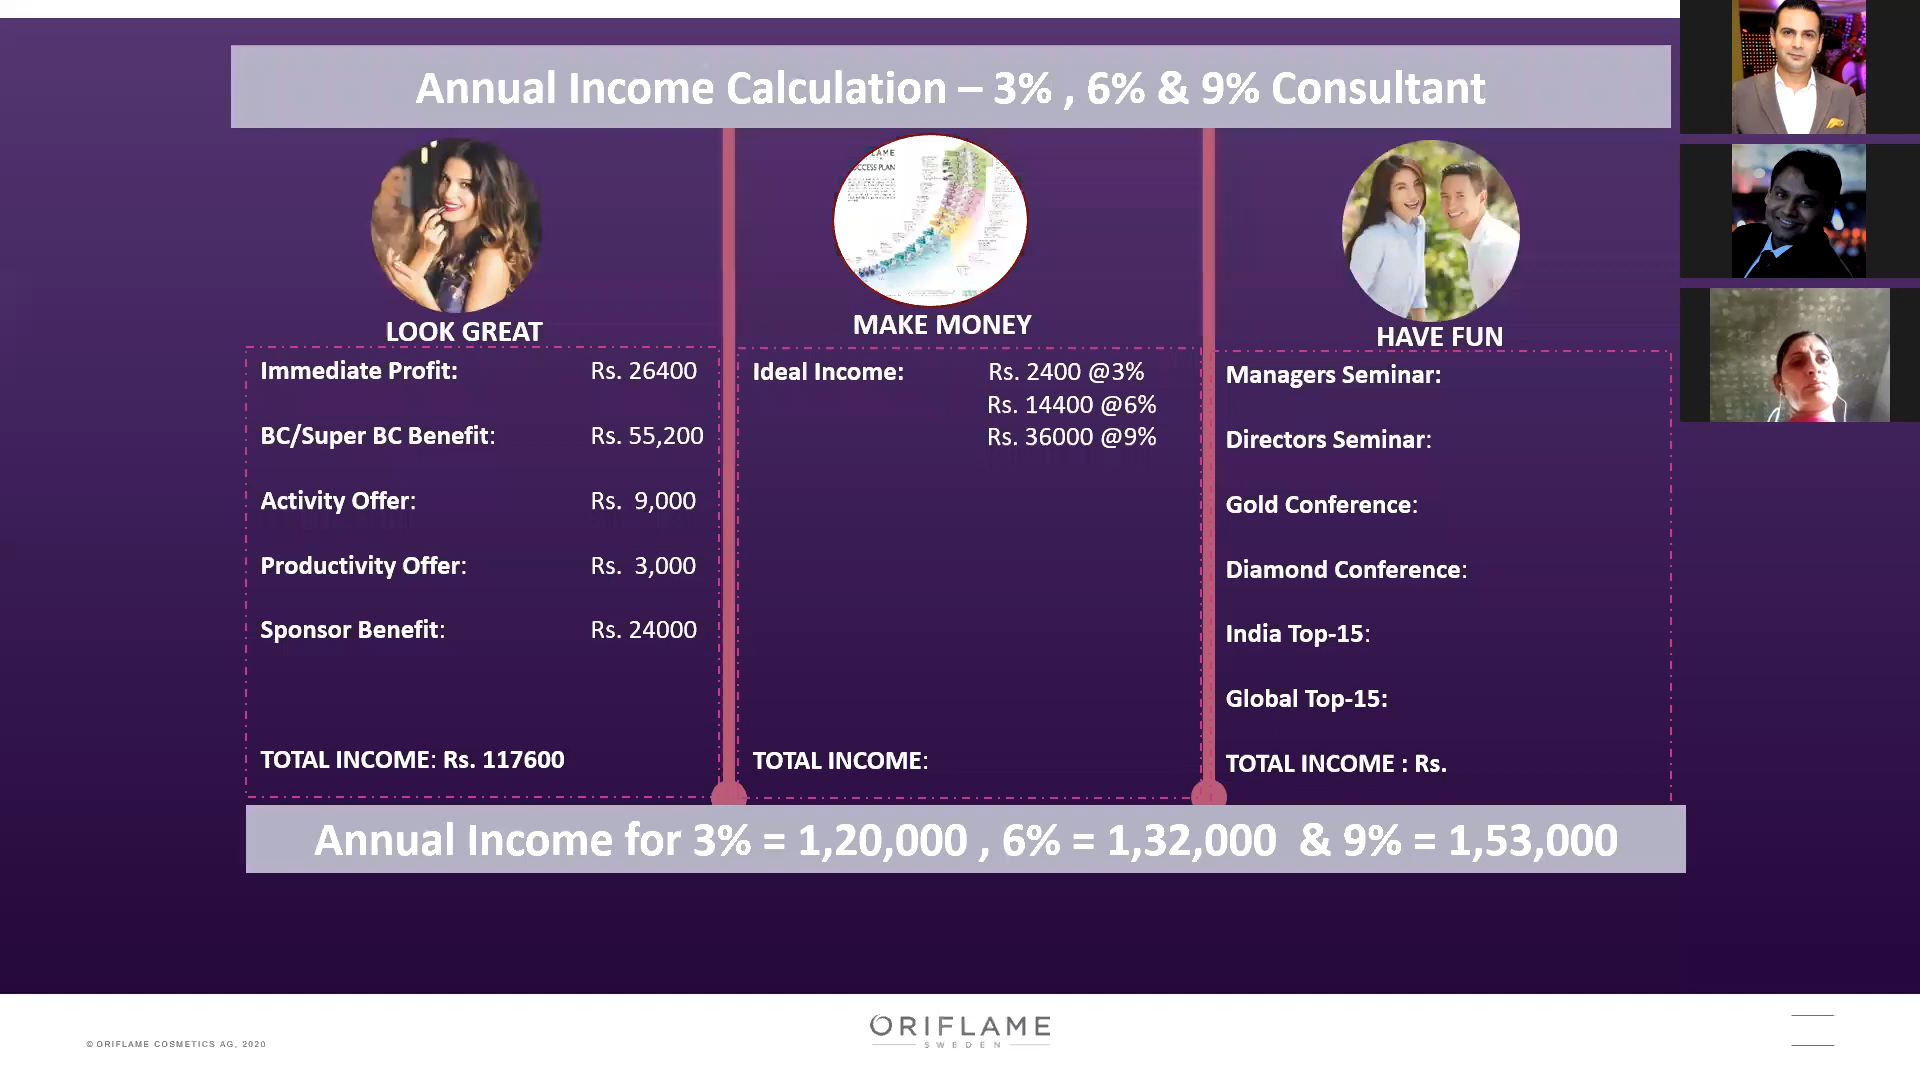 Annual Income Calculation – 3% , 6% & 9% Consultant
LOOK GREAT
Immediate Profit: Rs. 26400
BC/Super BC Benefit: Rs. 55,200
Activity Offer: Rs. 9,000
Productivity Offer: Rs. 3,000
Sponsor Benefit: Rs. 24000
TOTAL INCOME: Rs. 117600
MAKE MONEY
Ideal Income: Rs. 2400 @3%
Rs. 14400 @6%
Rs. 36000 @9%
TOTAL INCOME:
HAVE FUN
Managers Seminar:
Directors Seminar:
Gold Conference:
Diamond Conference:
India Top-15:
Global Top-15:
TOTAL INCOME : Rs.
Annual Income for 3% = 1,20,000 , 6% = 1,32,000 & 9% = 1,53,000
© ORIFLAME COSMETICS AG, 2020
ORIFLAME
SWEDEN